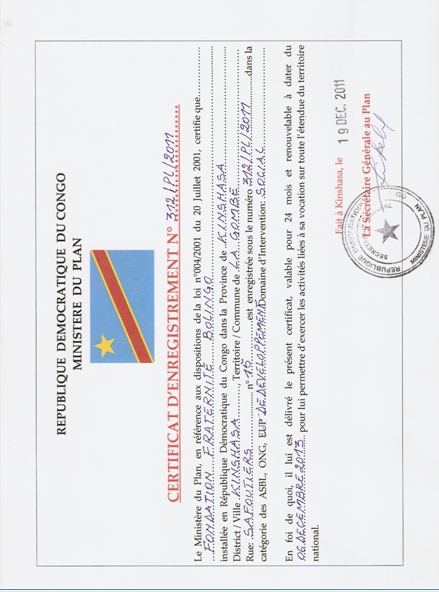 REPUBLIQUE DEMOCRATIQUE DU CONGO
MINISTERE DU PLAN
CERTIFICAT D'ENREGISTREMENT N° 312/PL/2011
Le Ministère du Plan, en référence aux dispositions de la loi n°004/2001 du 20 Juillet 2001, certifie que
FONDATION FRATERNITE BOLINGO
installée en République Démocratique du Congo dans la Province de KINSHASA
District / Ville KINSHASA, Territoire / Commune de LA GOMBE
Rue: SAFOUTIERS n° 15 est enregistrée sous le numéro 312/PL/2011 dans la
catégorie des ASBL, ONG, EUP DE DEVELOPPEMENT Domaine d'Intervention: SOCIAL
En foi de quoi, il lui est délivré le présent certificat, valable pour 24 mois et renouvelable à dater du
06 DECEMBRE 2013 pour lui permettre d'exercer les activités liées à sa vocation sur toute l'étendue du territoire
national.
Fait à Kinshasa, le 19 DEC. 2011
La Secrétaire Générale au Plan
REPUBLIQUE DEMOCRATIQUE DU
MINISTERE DU PLAN